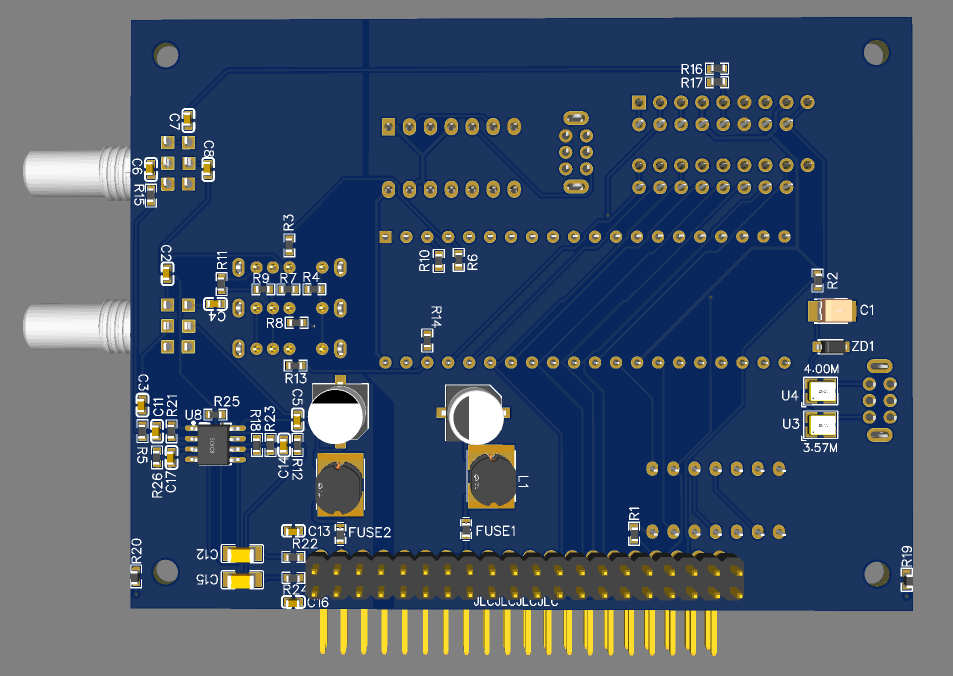 R16
R17
C7
C8
C6
R15
R3
C2
R11
R10
R6
R9
R7
R4
C4
R8
R2
C1
R14
ZD1
R13
4.00M
C3
C11
R21
U8
R25
C5
U4
R18
R23
U3
R5
3.57M
R29
C17
C14
R12
L1
R1
C13
FUSE2
FUSE1
R22
R20
C12
R19
C15
R24
C16
JLCJLCJLCJLC